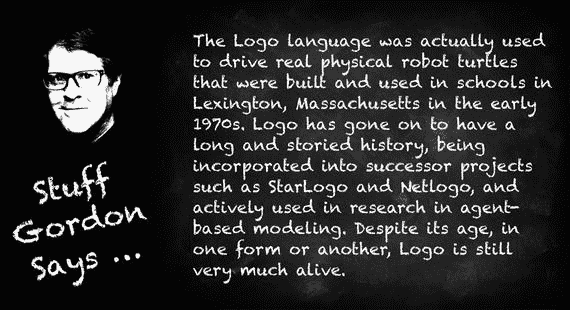 Stuff
Gordon
Says ...
The Logo language was actually used
to drive real physical robot turtles
that were built and used in schools in
Lexington, Massachusetts in the early
1970s. Logo has gone on to have a
long and storied history, being
incorporated into successor projects
such as StarLogo and Netlogo, and
actively used in research in agent-
based modeling. Despite its age, in
one form or another, Logo is still
very much alive.